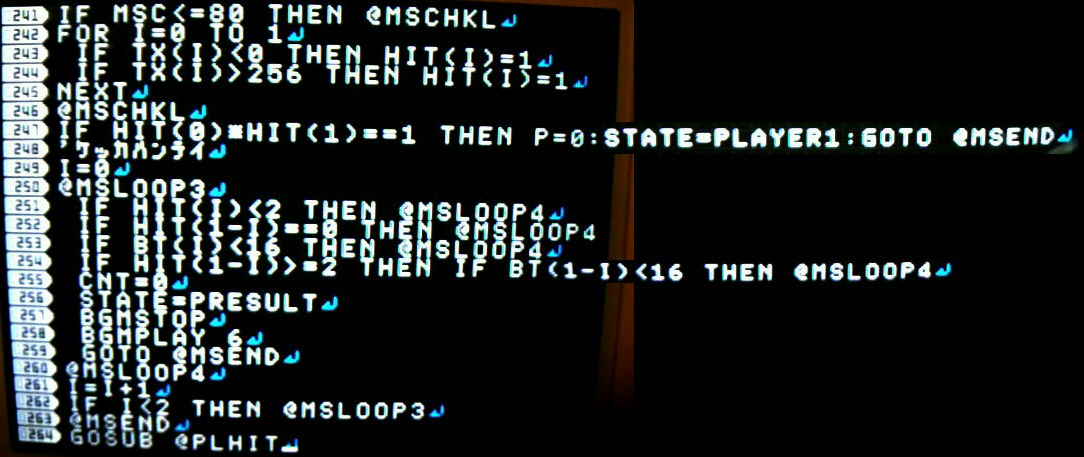 241 IF MSC<=80 THEN @MSCHKL
242 FOR I=0 TO 1
243 IF TX(I)<0 THEN HIT(I)=1
244 IF TX(I)>256 THEN HIT(I)=1
245 NEXT
246 @MSCHKL
247 IF HIT(0)*HIT(1)==1 THEN P=0:STATE=PLAYER1:GOTO @MSEND
248 'ケッカハンテイ
249 I=0
250 @MSLOOP3
251 IF HIT(I)<2 THEN @MSLOOP4
252 IF HIT(1-I)==0 THEN @MSLOOP4
253 IF BT(I)<16 THEN @MSLOOP4
254 IF HIT(1-I)>=2 THEN IF BT(1-I)<16 THEN @MSLOOP4
255 CNT=0
256 STATE=PRESULT
257 BGMSTOP
258 BGMPLAY 6
259 GOTO @MSEND
260 @MSLOOP4
261 I=I+1
262 IF I<2 THEN @MSLOOP3
263 @MSEND
264 GOSUB @PLHIT